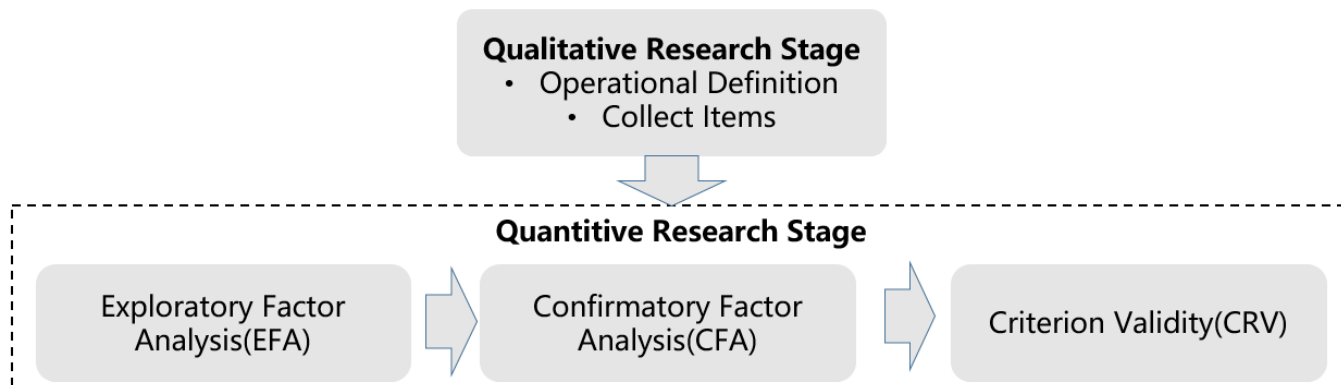 Qualitative Research Stage
• Operational Definition
• Collect Items
Quantitive Research Stage
Exploratory Factor
Analysis(EFA)
Confirmatory Factor
Analysis(CFA)
Criterion Validity(CRV)